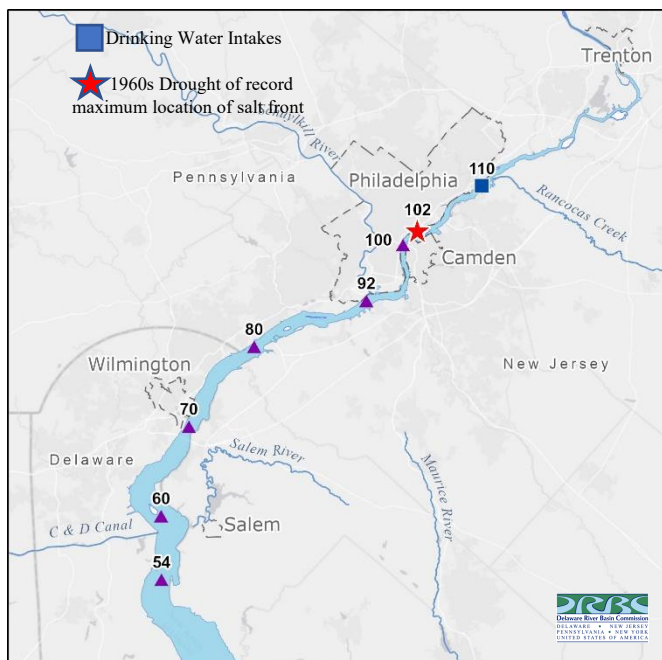 Drinking Water Intakes
1960s Drought of record
maximum location of salt front
Trenton
Schuylkill River
Pennsylvania
Philadelphia
110
Rancocas Creek
102
100
Camden
92
80
Wilmington
New Jersey
70
Delaware
Salem River
Maurice River
60
C & D Canal
Salem
54
DRBC
Delaware River Basin Commission
DELAWARE • NEW JERSEY
PENNSYLVANIA • NEW YORK
UNITED STATES OF AMERICA